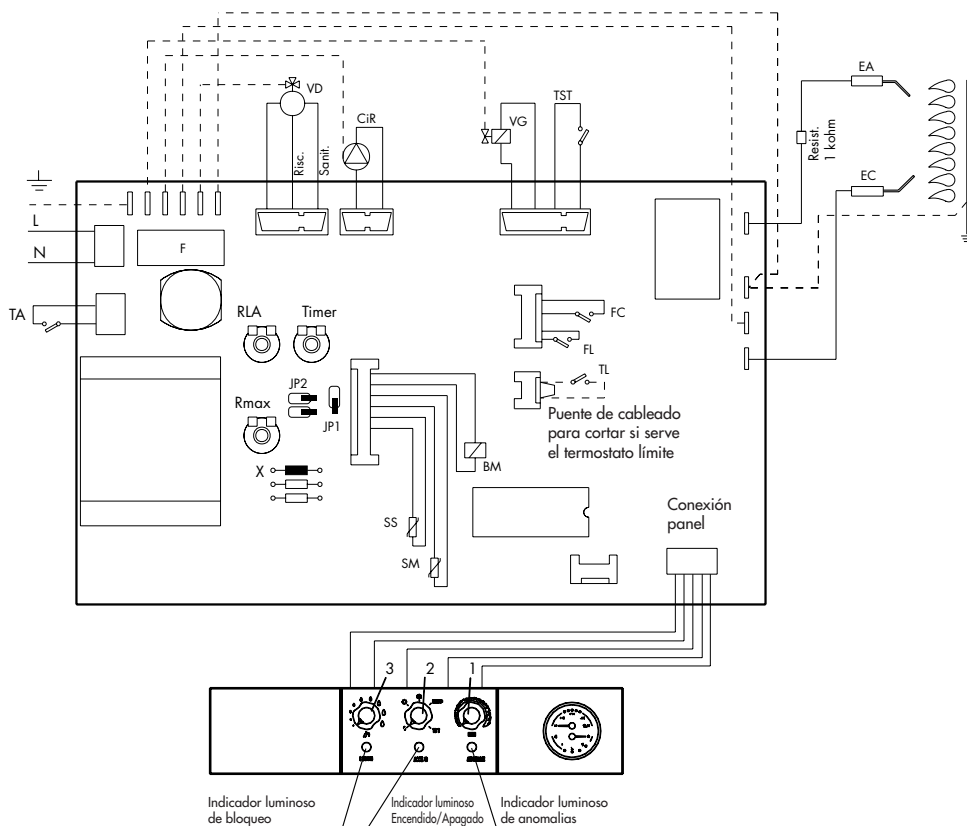 EA
VD
TST
CiR
VG
Resist.
1 kohm
Risc.
Sanit.
EC
L
N
F
TA
RLA
Timer
FC
FL
JP2
TL
Rmax
JP1
Puente de cableado
para cortar si serve
el termostato límite
BM
X
Conexión
panel
SS
SM
3
2
1
Indicador luminoso
de bloqueo
Indicador luminoso
Encendido/Apagado
Indicador luminoso
de anomalias